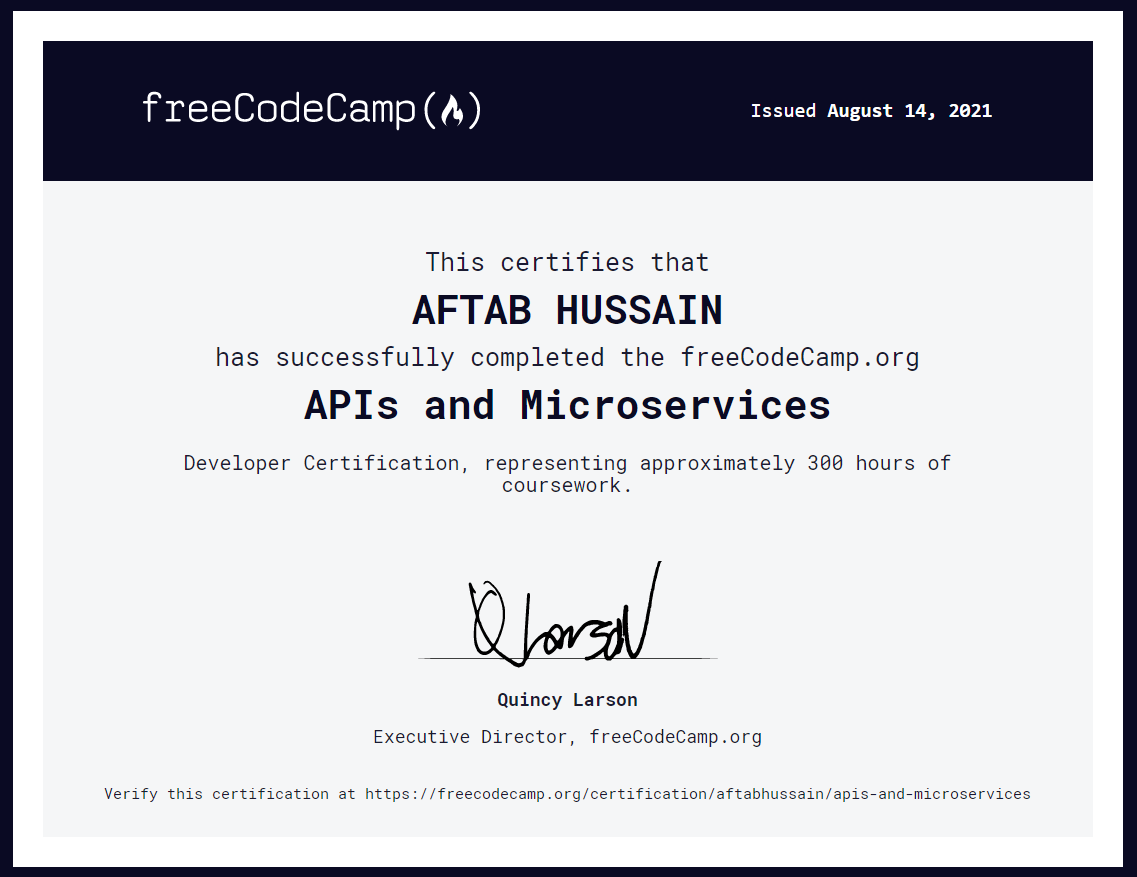 freeCodeCamp
Issued August 14, 2021
This certifies that
AFTAB HUSSAIN
has successfully completed the freeCodeCamp.org
APIs and Microservices
Developer Certification, representing approximately 300 hours of
coursework.
Q Larson
Quincy Larson
Executive Director, freeCodeCamp.org
Verify this certification at https://freecodecamp.org/certification/aftabhussain/apis-and-microservices